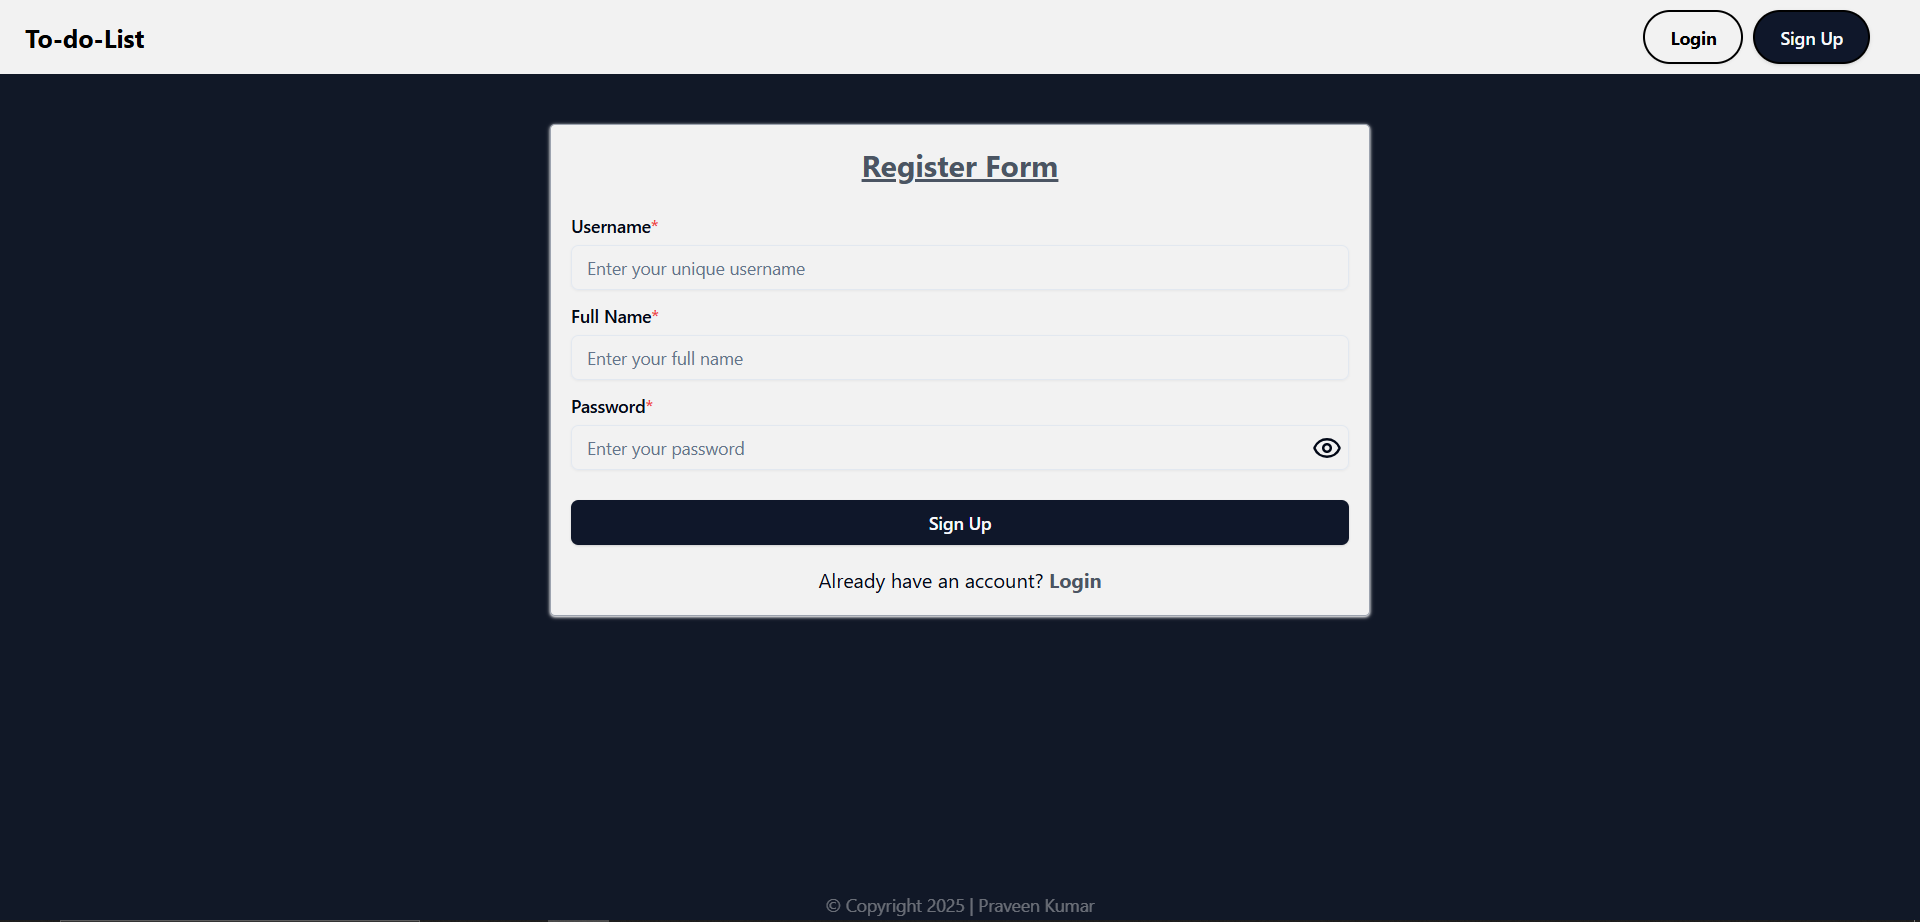 To-do-List
Login
Sign Up
Register Form
Username*
Enter your unique username
Full Name*
Enter your full name
Password*
Enter your password
Sign Up
Already have an account? Login
© Copyright 2025 | Praveen Kumar